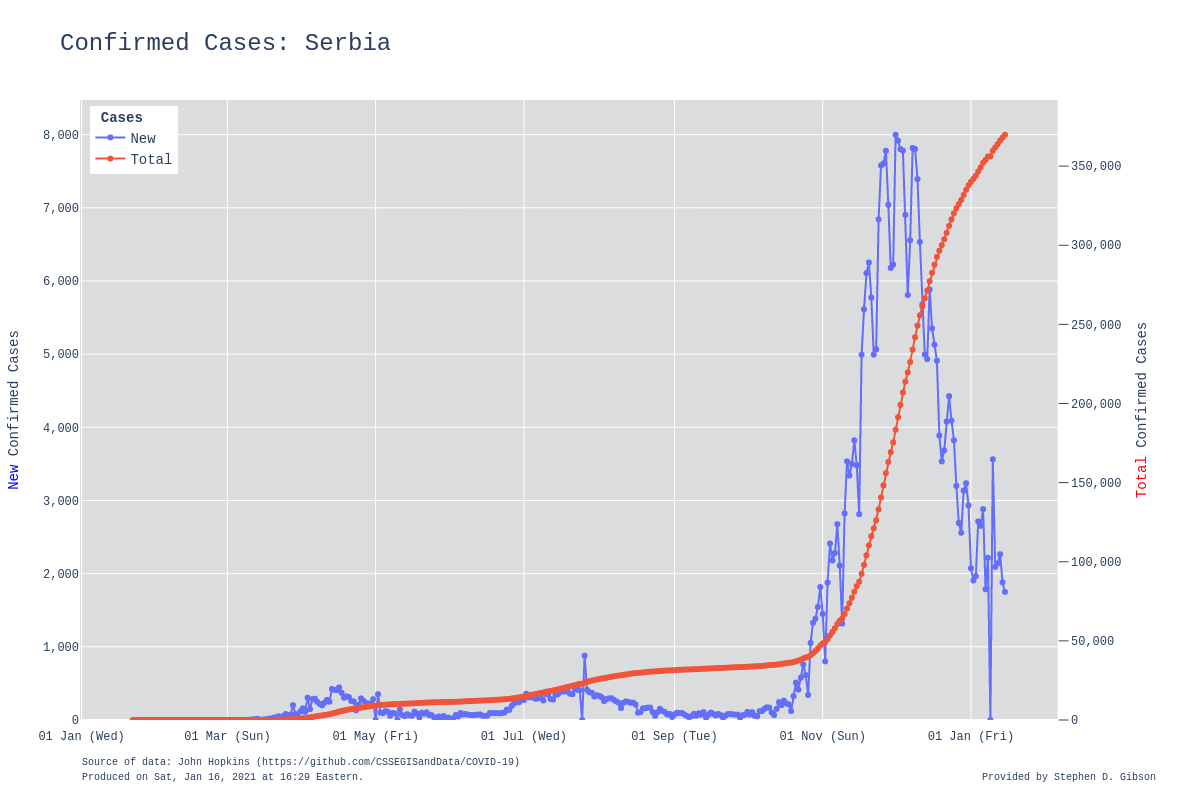 Confirmed Cases: Serbia
Cases
New
Total
8,000
7,000
6,000
5,000
4,000
3,000
2,000
1,000
0
350,000
300,000
250,000
200,000
150,000
100,000
50,000
0
New Confirmed Cases
Total Confirmed Cases
01 Jan (Wed)
01 Mar (Sun)
01 May (Fri)
01 Jul (Wed)
01 Sep (Tue)
01 Nov (Sun)
01 Jan (Fri)
Source of data: John Hopkins (https://github.com/CSSEGISandData/COVID-19)
Produced on Sat, Jan 16, 2021 at 16:29 Eastern.
Provided by Stephen D. Gibson